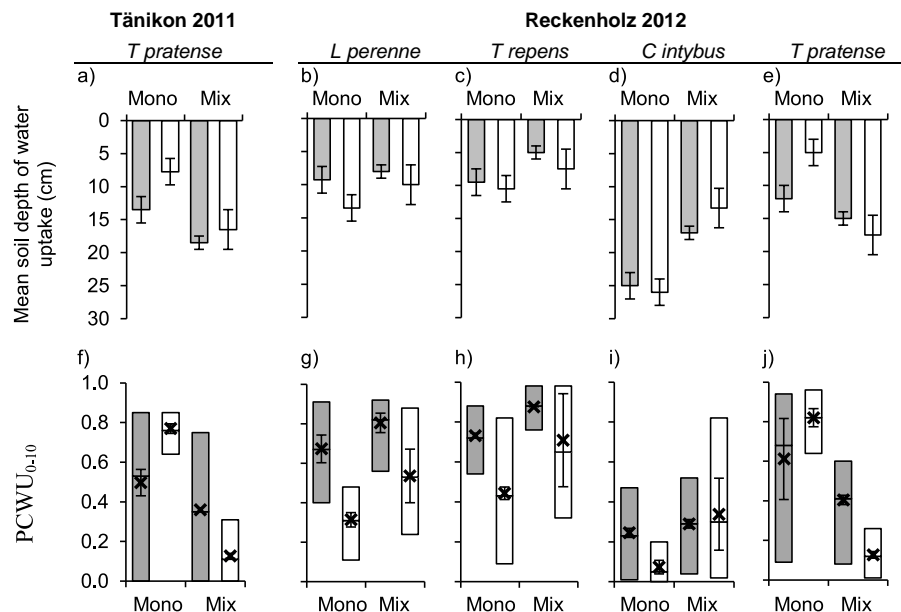 Tänikon 2011 Reckenholz 2012
T pratense L perenne T repens C intybus T pratense
a) b) c) d) e)
Mono Mix Mono Mix Mono Mix Mono Mix Mono Mix
Mean soil depth of water
uptake (cm)
0
5
10
15
20
25
30
f) g) h) i) j)
PCWU0-10
1.0
0.8
0.6
0.4
0.2
0.0
Mono Mix Mono Mix Mono Mix Mono Mix Mono Mix